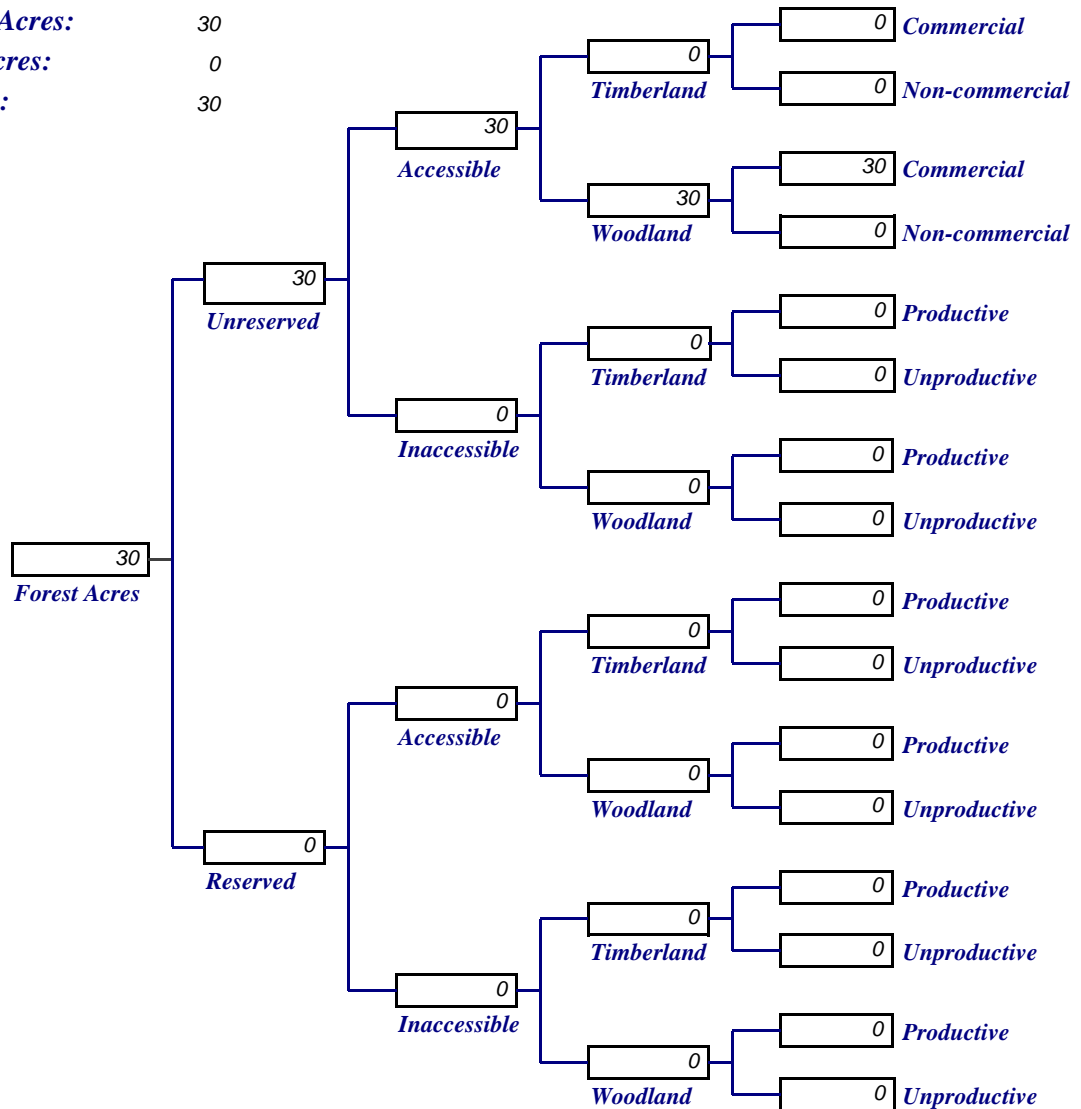 Acres: 30
cres: 0
: 30
0 Commercial
0
Timberland
0 Non-commercial
30
Accessible
30 Commercial
30
Woodland
0 Non-commercial
30
Unreserved
0 Productive
0
Timberland
0 Unproductive
0
Inaccessible
0 Productive
0
Woodland
0 Unproductive
30
Forest Acres
0 Productive
0
Timberland
0 Unproductive
0
Accessible
0 Productive
0
Woodland
0 Unproductive
0
Reserved
0 Productive
0
Timberland
0 Unproductive
0
Inaccessible
0 Productive
0
Woodland
0 Unproductive